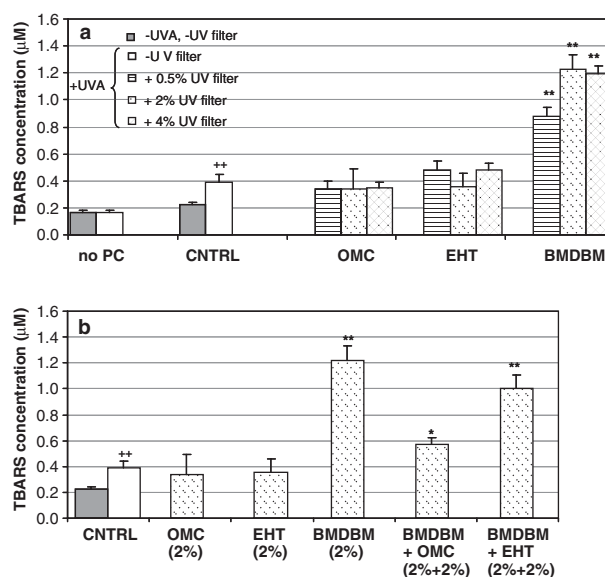 a
TBARS concentration (µM)
1.6
1.4
1.2
1.0
0.8
0.6
0.4
0.2
0.0
-UVA, -UV filter
+UVA
-U V filter
+ 0.5% UV filter
+ 2% UV filter
+ 4% UV filter
++
**
**
**
no PC
CNTRL
OMC
EHT
BMDBM
b
TBARS concentration (µM)
1.6
1.4
1.2
1.0
0.8
0.6
0.4
0.2
0.0
++
**
*
**
CNTRL
OMC
(2%)
EHT
(2%)
BMDBM
(2%)
BMDBM
+ OMC
(2%+2%)
BMDBM
+ EHT
(2%+2%)